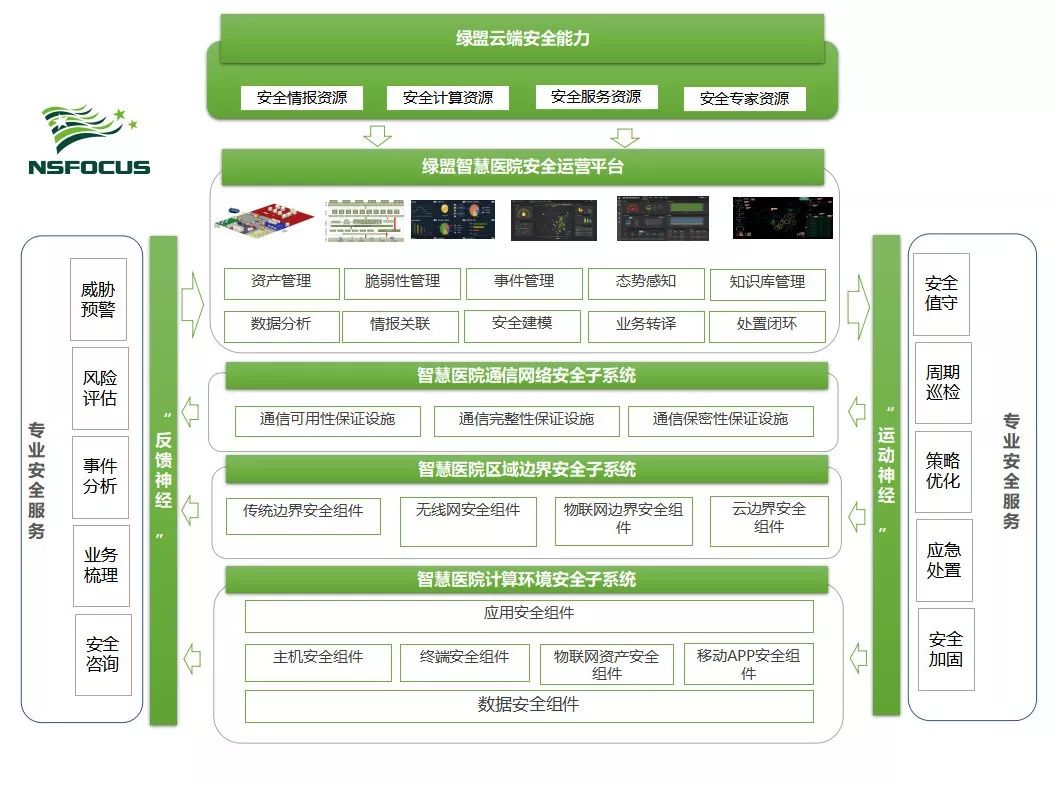 绿盟云端安全能力
安全情报资源
安全计算资源
安全服务资源
安全专家资源
NSFOCUS
绿盟智慧医院安全运营平台
资产管理
脆弱性管理
事件管理
态势感知
知识库管理
数据分析
情报关联
安全建模
业务转译
处置闭环
智慧医院通信网络安全子系统
通信可用性保证设施
通信完整性保证设施
通信保密性保证设施
智慧医院区域边界安全子系统
传统边界安全组件
无线网安全组件
物联网边界安全组
件
云边界安全
组件
智慧医院计算环境安全子系统
应用安全组件
主机安全组件
终端安全组件
物联网资产安全
组件
移动APP安全组
件
数据安全组件
专业安全服务
威胁
预警
风险
评估
事件
分析
业务
梳理
安全
咨询
“反馈神经”
“运动神经”
安全
值守
周期
巡检
策略
优化
应急
处置
安全
加固
专业安全服务